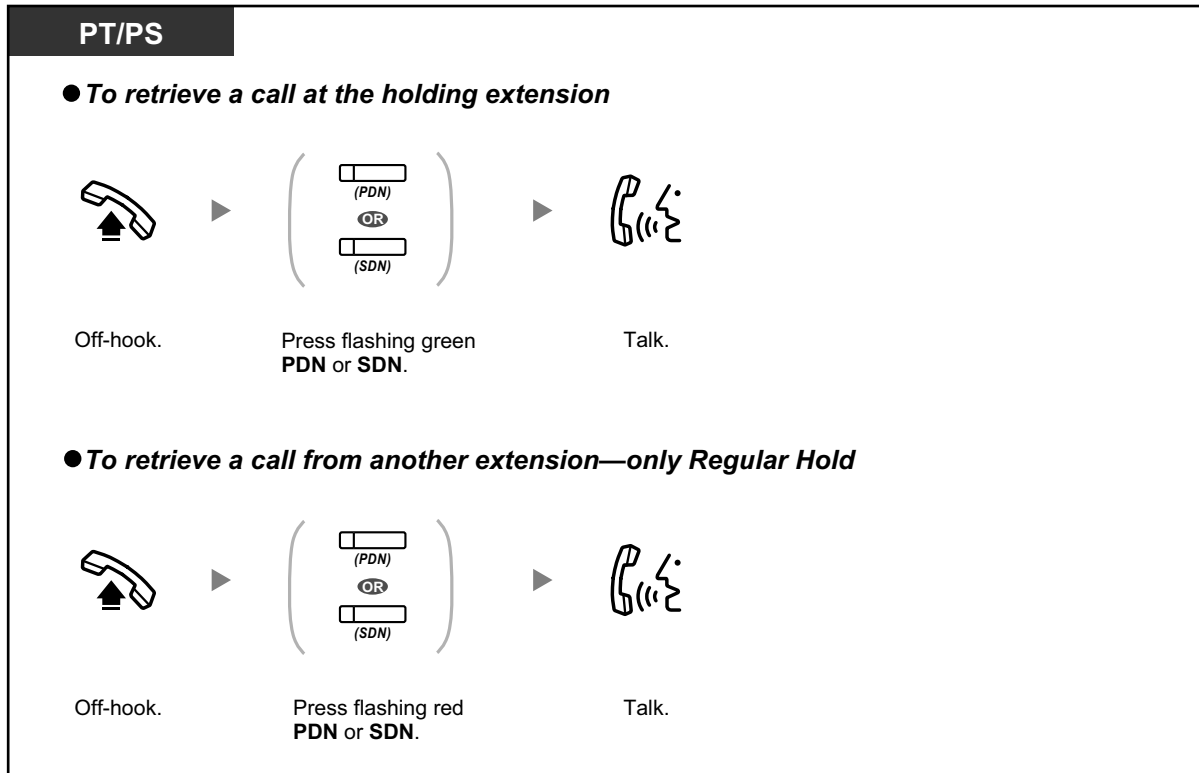 PT/PS
● To retrieve a call at the holding extension
(PDN)
OR
(SDN)
Off-hook.
Press flashing green
PDN or SDN.
Talk.
● To retrieve a call from another extension—only Regular Hold
(PDN)
OR
(SDN)
Off-hook.
Press flashing red
PDN or SDN.
Talk.